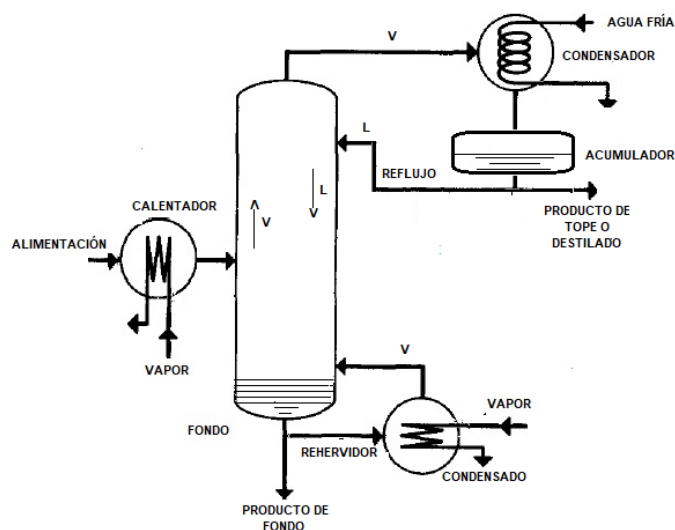 V
AGUA FRÍA
CONDENSADOR
L
ACUMULADOR
REFLUJO
L
V
V
CALENTADOR
PRODUCTO DE
TOPE O
DESTILADO
ALIMENTACIÓN
V
VAPOR
VAPOR
FONDO
REHERVIDOR
CONDENSADO
PRODUCTO DE
FONDO